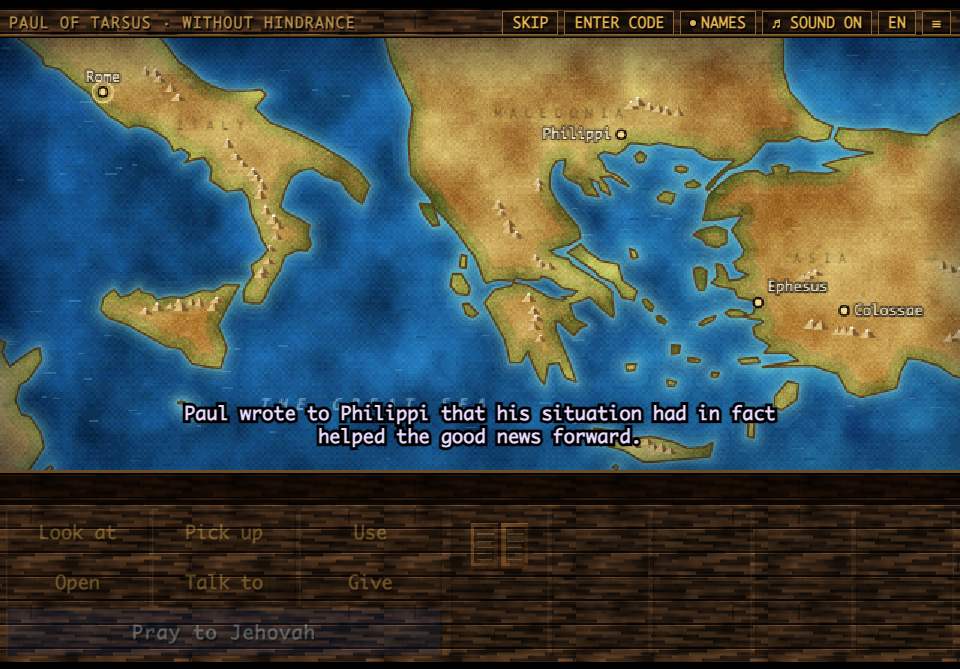 PAUL OF TARSUS · WITHOUT HINDRANCE
SKIP
ENTER CODE
• NAMES
♬ SOUND ON
EN
≡
Rome
ITALY
MACEDONIA
Philippi
ASIA
Ephesus
Colossae
THE GREAT SEA
Paul wrote to Philippi that his situation had in fact
helped the good news forward.
Look at
Pick up
Use
Open
Talk to
Give
Pray to Jehovah